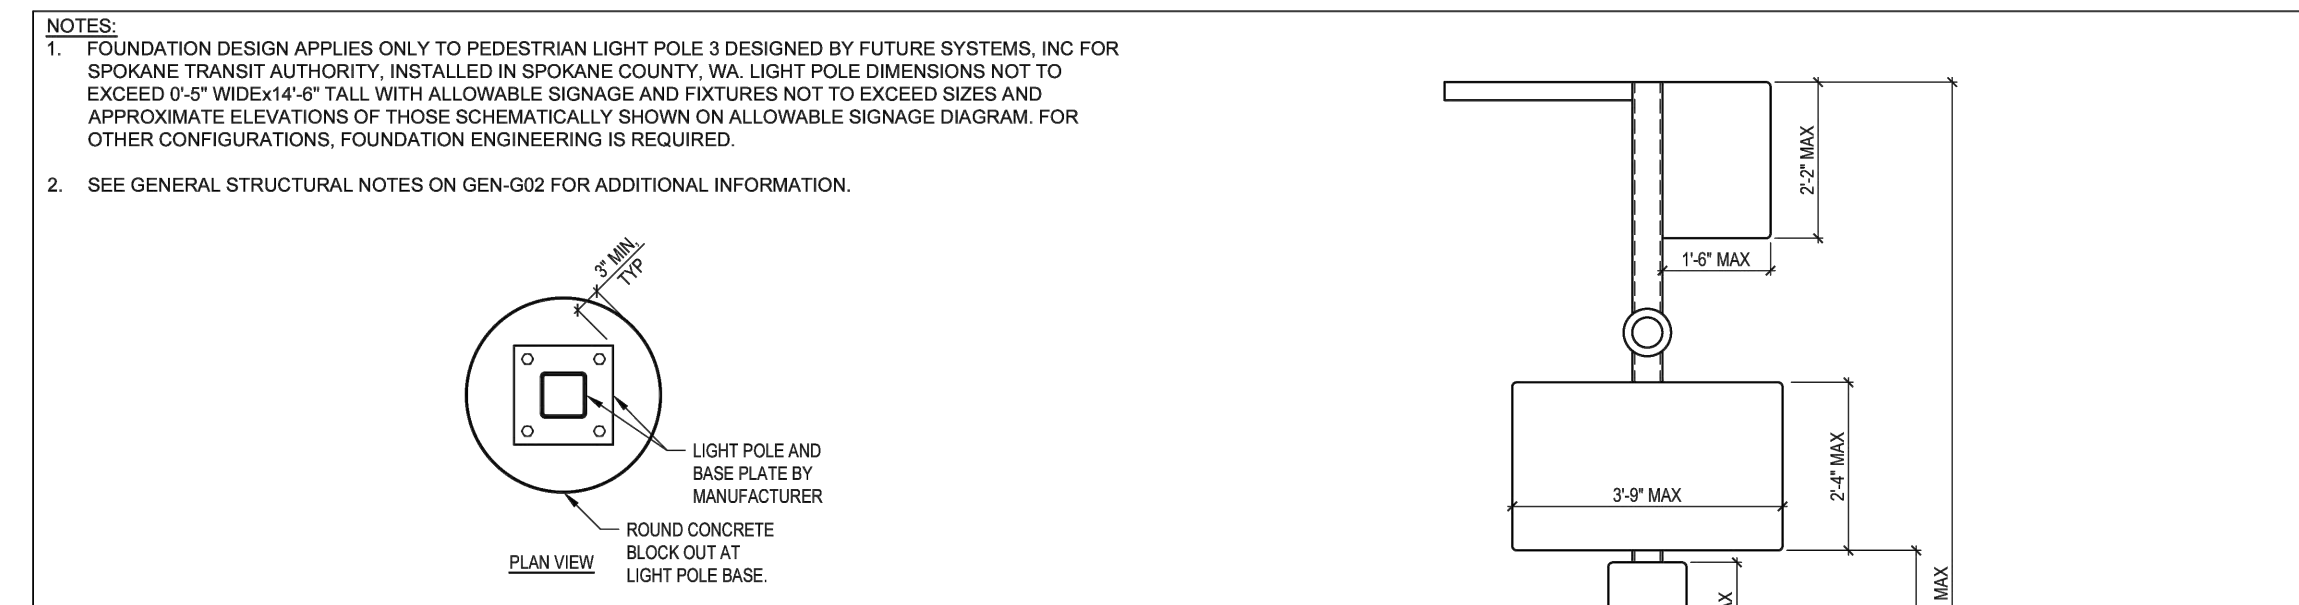 NOTES:
1. FOUNDATION DESIGN APPLIES ONLY TO PEDESTRIAN LIGHT POLE 3 DESIGNED BY FUTURE SYSTEMS, INC FOR
SPOKANE TRANSIT AUTHORITY, INSTALLED IN SPOKANE COUNTY, WA. LIGHT POLE DIMENSIONS NOT TO
EXCEED 0'-5" WIDEx14'-6" TALL WITH ALLOWABLE SIGNAGE AND FIXTURES NOT TO EXCEED SIZES AND
APPROXIMATE ELEVATIONS OF THOSE SCHEMATICALLY SHOWN ON ALLOWABLE SIGNAGE DIAGRAM. FOR
OTHER CONFIGURATIONS, FOUNDATION ENGINEERING IS REQUIRED.
2. SEE GENERAL STRUCTURAL NOTES ON GEN-G02 FOR ADDITIONAL INFORMATION.
3" MIN,
TYP
LIGHT POLE AND
BASE PLATE BY
MANUFACTURER
ROUND CONCRETE
BLOCK OUT AT
LIGHT POLE BASE.
PLAN VIEW
2'-2" MAX
1'-6" MAX
2'-4" MAX
3'-9" MAX
MAX